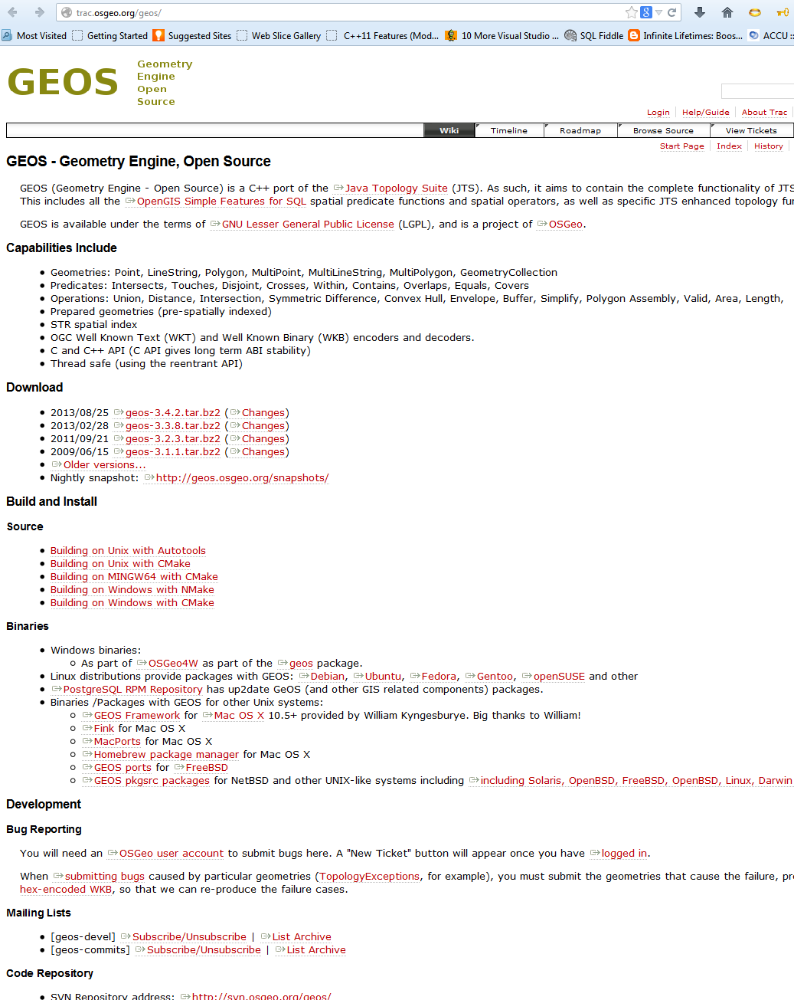 trac.osgeo.org/geos/
Most Visited Getting Started Suggested Sites Web Slice Gallery C++11 Features (Mod... 10 More Visual Studio ... SQL Fiddle Infinite Lifetimes: Boos... ACCU ::
GEOS
Geometry
Engine
Open
Source
Login Help/Guide About Trac
Wiki Timeline Roadmap Browse Source View Tickets
Start Page Index History
GEOS - Geometry Engine, Open Source
GEOS (Geometry Engine - Open Source) is a C++ port of the Java Topology Suite (JTS). As such, it aims to contain the complete functionality of JTS
This includes all the OpenGIS Simple Features for SQL spatial predicate functions and spatial operators, as well as specific JTS enhanced topology fu
GEOS is available under the terms of GNU Lesser General Public License (LGPL), and is a project of OSGeo.
Capabilities Include
• Geometries: Point, LineString, Polygon, MultiPoint, MultiLineString, MultiPolygon, GeometryCollection
• Predicates: Intersects, Touches, Disjoint, Crosses, Within, Contains, Overlaps, Equals, Covers
• Operations: Union, Distance, Intersection, Symmetric Difference, Convex Hull, Envelope, Buffer, Simplify, Polygon Assembly, Valid, Area, Length,
• Prepared geometries (pre-spatially indexed)
• STR spatial index
• OGC Well Known Text (WKT) and Well Known Binary (WKB) encoders and decoders.
• C and C++ API (C API gives long term ABI stability)
• Thread safe (using the reentrant API)
Download
• 2013/08/25 geos-3.4.2.tar.bz2 (Changes)
• 2013/02/28 geos-3.3.8.tar.bz2 (Changes)
• 2011/09/21 geos-3.2.3.tar.bz2 (Changes)
• 2009/06/15 geos-3.1.1.tar.bz2 (Changes)
• Older versions...
• Nightly snapshot: http://geos.osgeo.org/snapshots/
Build and Install
Source
• Building on Unix with Autotools
• Building on Unix with CMake
• Building on MINGW64 with CMake
• Building on Windows with NMake
• Building on Windows with CMake
Binaries
• Windows binaries:
○ As part of OSGeo4W as part of the geos package.
• Linux distributions provide packages with GEOS: Debian, Ubuntu, Fedora, Gentoo, openSUSE and other
• PostgreSQL RPM Repository has up2date GeOS (and other GIS related components) packages.
• Binaries /Packages with GEOS for other Unix systems:
○ GEOS Framework for Mac OS X 10.5+ provided by William Kyngesburye. Big thanks to William!
○ Fink for Mac OS X
○ MacPorts for Mac OS X
○ Homebrew package manager for Mac OS X
○ GEOS ports for FreeBSD
○ GEOS pkgsrc packages for NetBSD and other UNIX-like systems including including Solaris, OpenBSD, FreeBSD, OpenBSD, Linux, Darwin
Development
Bug Reporting
You will need an OSGeo user account to submit bugs here. A "New Ticket" button will appear once you have logged in.
When submitting bugs caused by particular geometries (TopologyExceptions, for example), you must submit the geometries that cause the failure, pr
hex-encoded WKB, so that we can re-produce the failure cases.
Mailing Lists
• [geos-devel] Subscribe/Unsubscribe | List Archive
• [geos-commits] Subscribe/Unsubscribe | List Archive
Code Repository
• SVN Repository address: http://svn.osgeo.org/geos/